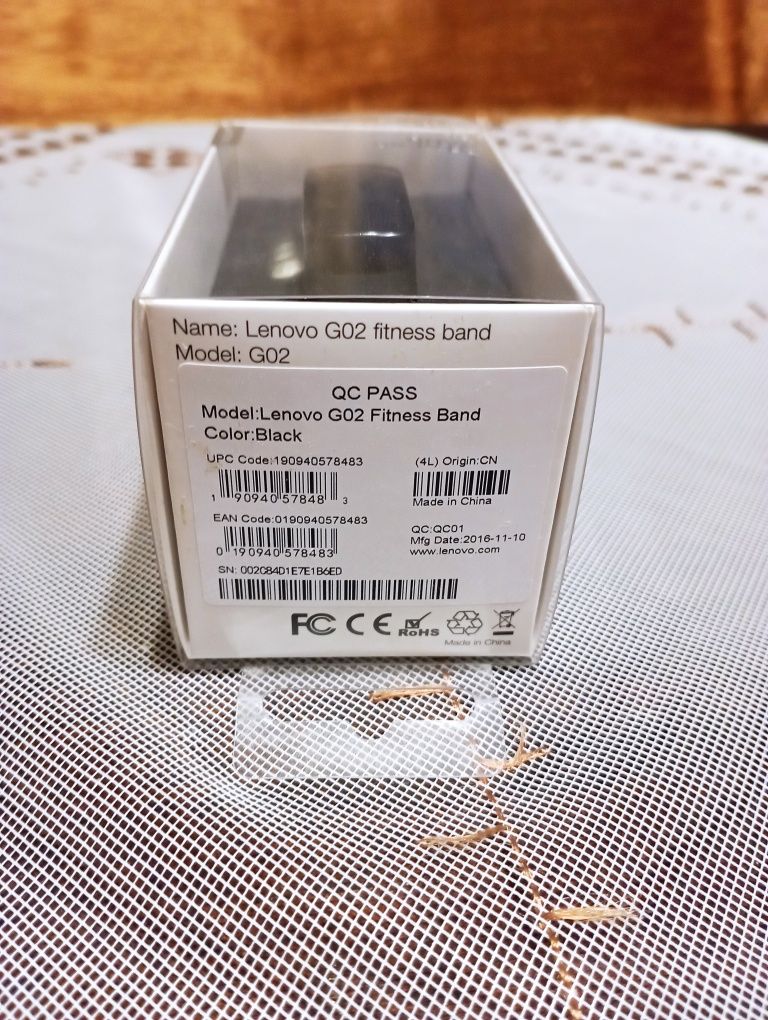 Name: Lenovo G02 fitness band
Model: G02
QC PASS
Model:Lenovo G02 Fitness Band
Color:Black
UPC Code:190940578483
(4L) Origin:CN
1 90940 57848 3
Made in China
EAN Code:0190940578483
QC:QC01
0 190940 578483
Mfg Date:2016-11-10
www.lenovo.com
SN: 002C84D1E7E1B6ED
FC CE RoHS
Made in China